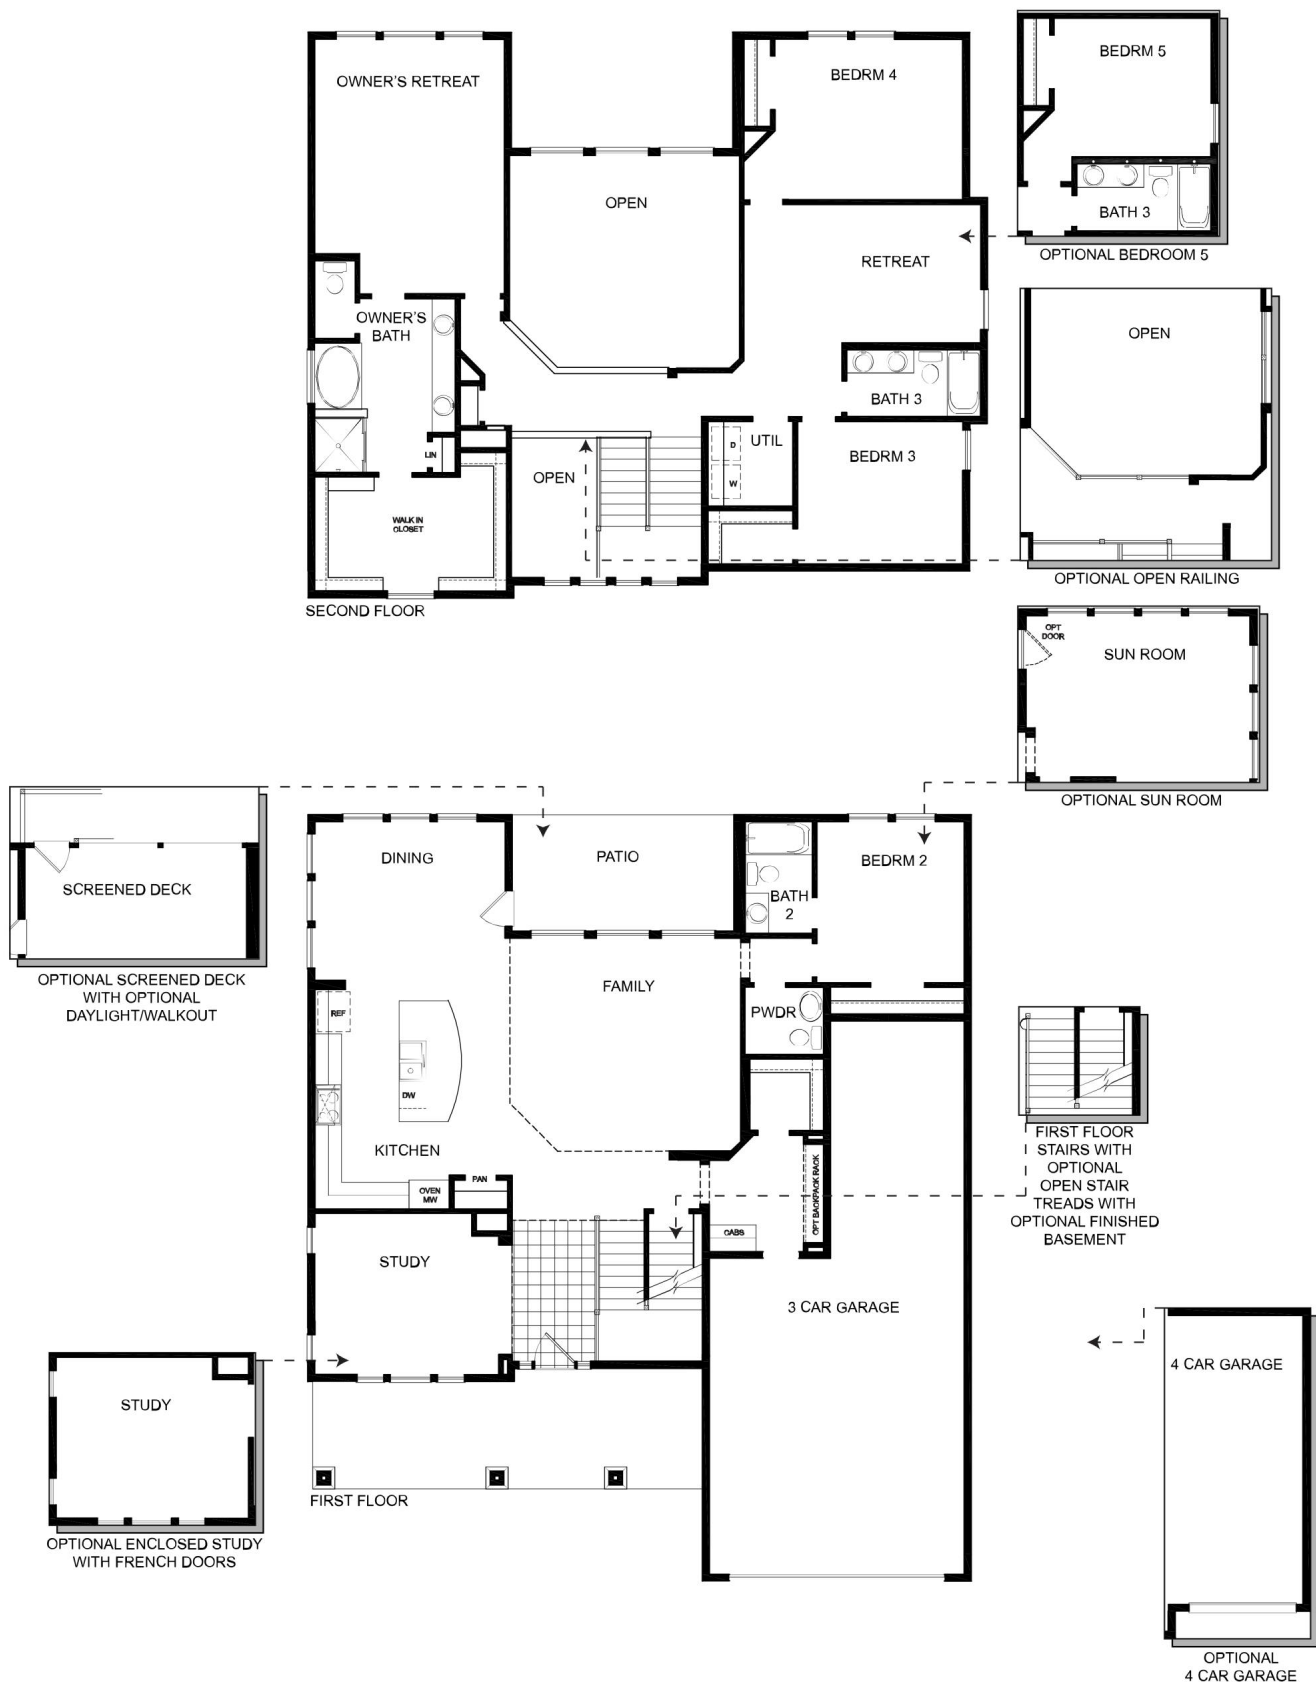 OWNER'S RETREAT
BEDRM 4
BEDRM 5
OPEN
BATH 3
OPTIONAL BEDROOM 5
RETREAT
OWNER'S
BATH
OPEN
BATH 3
UTIL
LIN
D
W
BEDRM 3
OPEN
WALK IN
CLOSET
OPTIONAL OPEN RAILING
SECOND FLOOR
OPT
DOOR
SUN ROOM
OPTIONAL SUN ROOM
DINING
PATIO
BEDRM 2
SCREENED DECK
BATH
2
OPTIONAL SCREENED DECK
WITH OPTIONAL
DAYLIGHT/WALKOUT
FAMILY
REF
PWDR
DW
KITCHEN
FIRST FLOOR
STAIRS WITH
OPTIONAL
OPEN STAIR
TREADS WITH
OPTIONAL FINISHED
BASEMENT
PAN
OVEN
MW
OPT BACKPACK RACK
CABS
STUDY
3 CAR GARAGE
4 CAR GARAGE
STUDY
FIRST FLOOR
OPTIONAL ENCLOSED STUDY
WITH FRENCH DOORS
OPTIONAL
4 CAR GARAGE